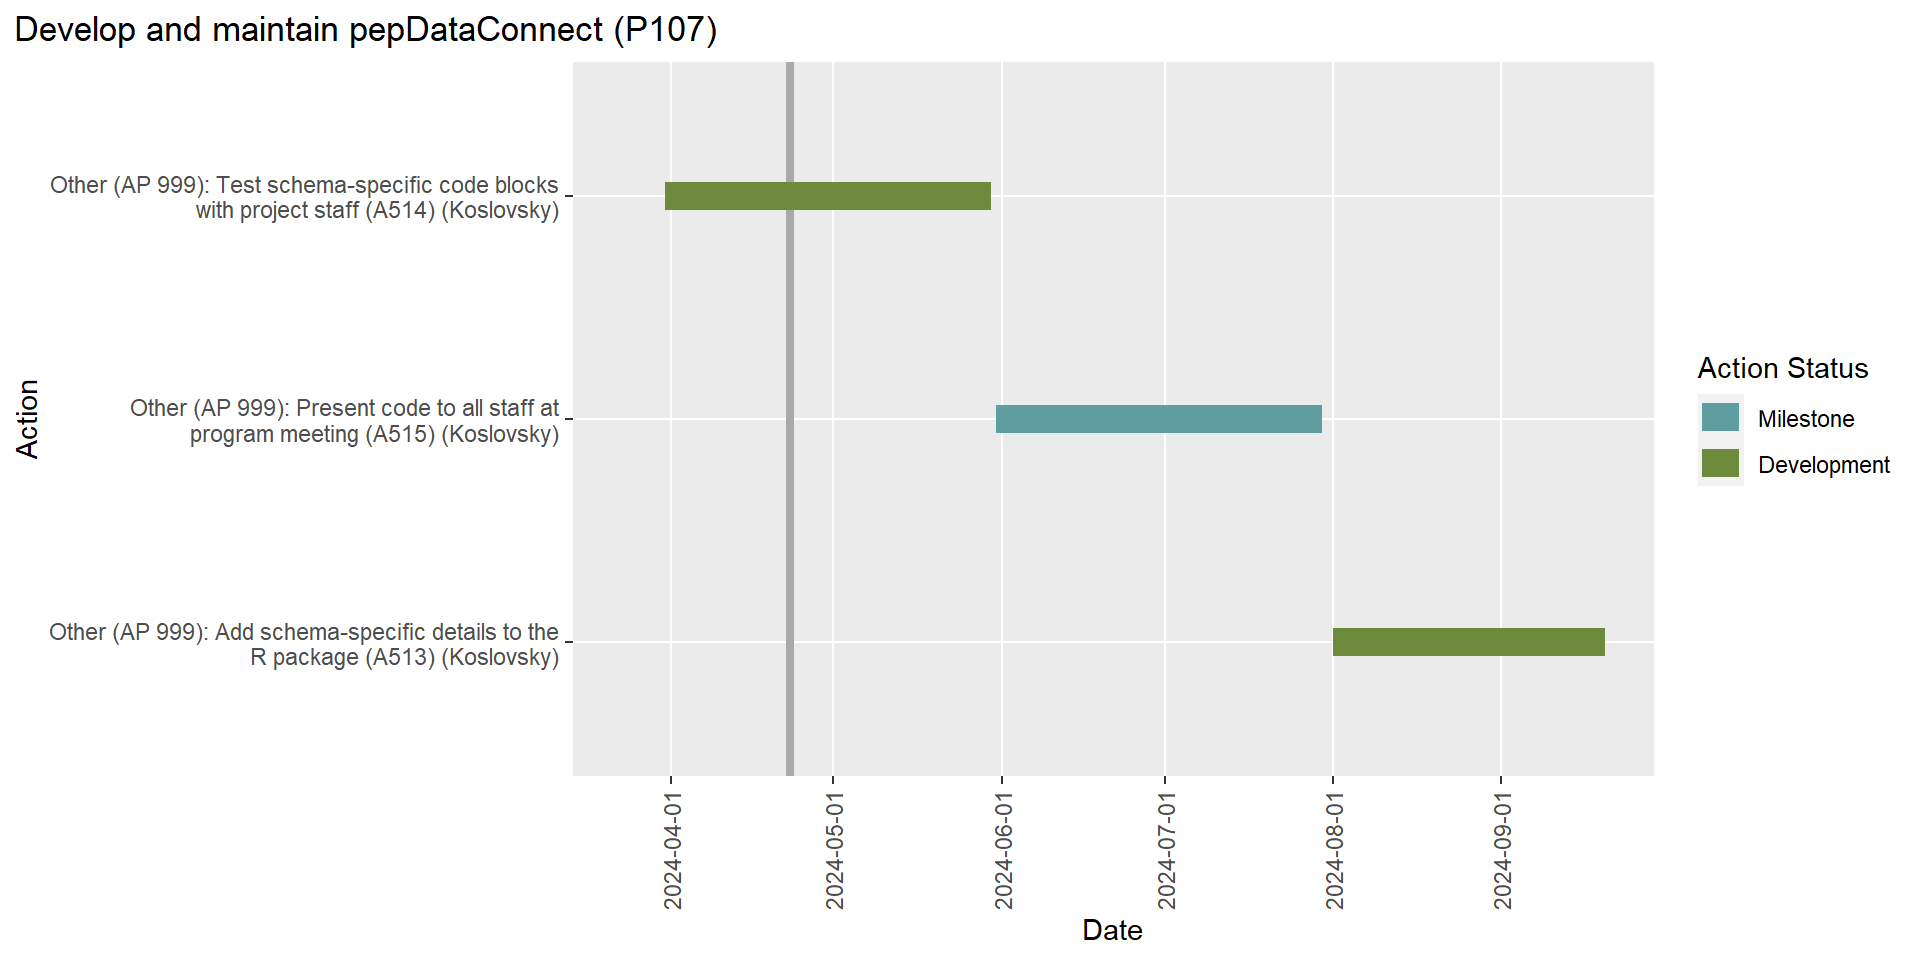 Develop and maintain pepDataConnect (P107)
Action
Other (AP 999): Test schema-specific code blocks
with project staff (A514) (Koslovsky)
Other (AP 999): Present code to all staff at
program meeting (A515) (Koslovsky)
Other (AP 999): Add schema-specific details to the
R package (A513) (Koslovsky)
2024-04-01
2024-05-01
2024-06-01
2024-07-01
2024-08-01
2024-09-01
Date
Action Status
Milestone
Development